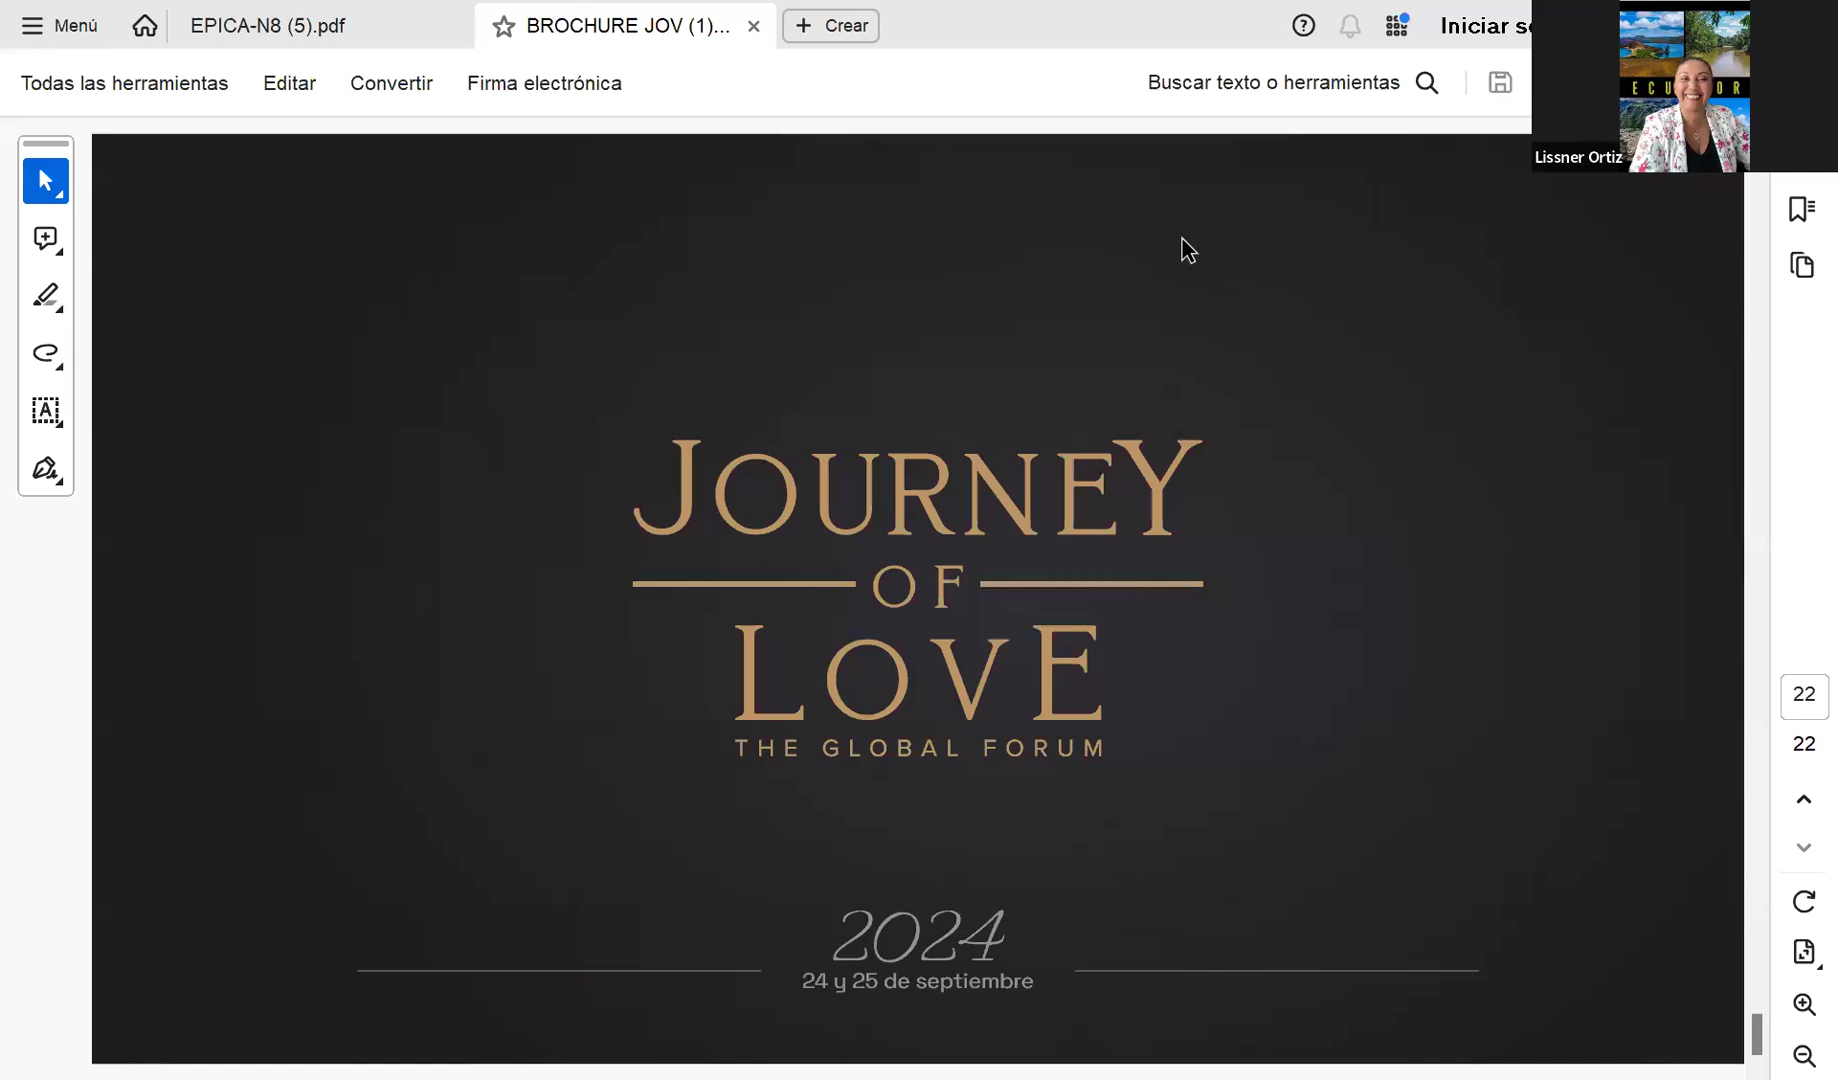 Menú
EPICA-N8 (5).pdf
BROCHURE JOV (1)...
Crear
Iniciar
Todas las herramientas
Editar
Convertir
Firma electrónica
Buscar texto o herramientas
Lissner Ortiz
JOURNEY
OF
LOVE
THE GLOBAL FORUM
2024
24 y 25 de septiembre
22
22